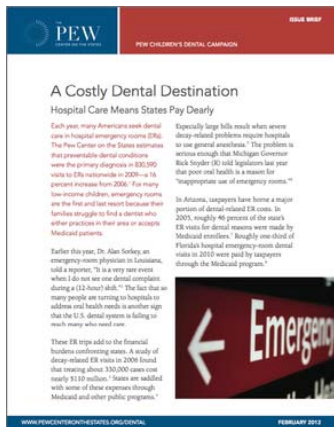 THE
PEW
CENTER ON THE STATES
ISSUE BRIEF
PEW CHILDREN'S DENTAL CAMPAIGN
A Costly Dental Destination
Hospital Care Means States Pay Dearly
Each year, many Americans seek dental
care in hospital emergency rooms (ERs).
The Pew Center on the States estimates
that preventable dental conditions
were the primary diagnosis in 830,590
visits to ERs nationwide in 2009—a 16
percent increase from 2006.¹ For many
low-income children, emergency rooms
are the first and last resort because their
families struggle to find a dentist who
either practices in their area or accepts
Medicaid patients.
Earlier this year, Dr. Alan Sorkey, an
emergency-room physician in Louisiana,
told a reporter, "It is a very rare event
when I do not see one dental complaint
during a (12-hour) shift."² The fact that so
many people are turning to hospitals to
address oral health needs is another sign
that the U.S. dental system is failing to
reach many who need care.
These ER trips add to the financial
burdens confronting states. A study of
decay-related ER visits in 2006 found
that treating about 330,000 cases cost
nearly $110 million.³ States are saddled
with some of these expenses through
Medicaid and other public programs.⁴
Especially large bills result when severe
decay-related problems require hospitals
to use general anesthesia.⁵ The problem is
serious enough that Michigan Governor
Rick Snyder (R) told legislators last year
that poor oral health is a reason for
"inappropriate use of emergency rooms."⁶
In Arizona, taxpayers have borne a major
portion of dental-related ER costs. In
2005, roughly 46 percent of the state's
ER visits for dental reasons were made by
Medicaid enrollees.⁷ Roughly one-third of
Florida's hospital emergency-room dental
visits in 2010 were paid by taxpayers
through the Medicaid program.⁸
Emergency
WWW.PEWCENTERONTHESTATES.ORG/DENTAL
FEBRUARY 2012